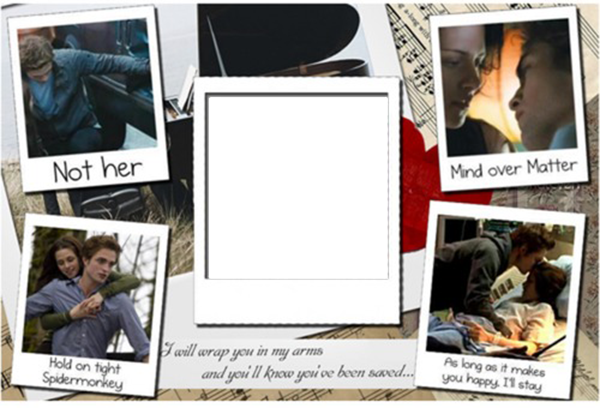 Not her
Mind over Matter
Hold on tight
Spidermonkey
I will wrap you in my arms
and you'll know you've been saved...
As long as it makes
you happy, I'll stay